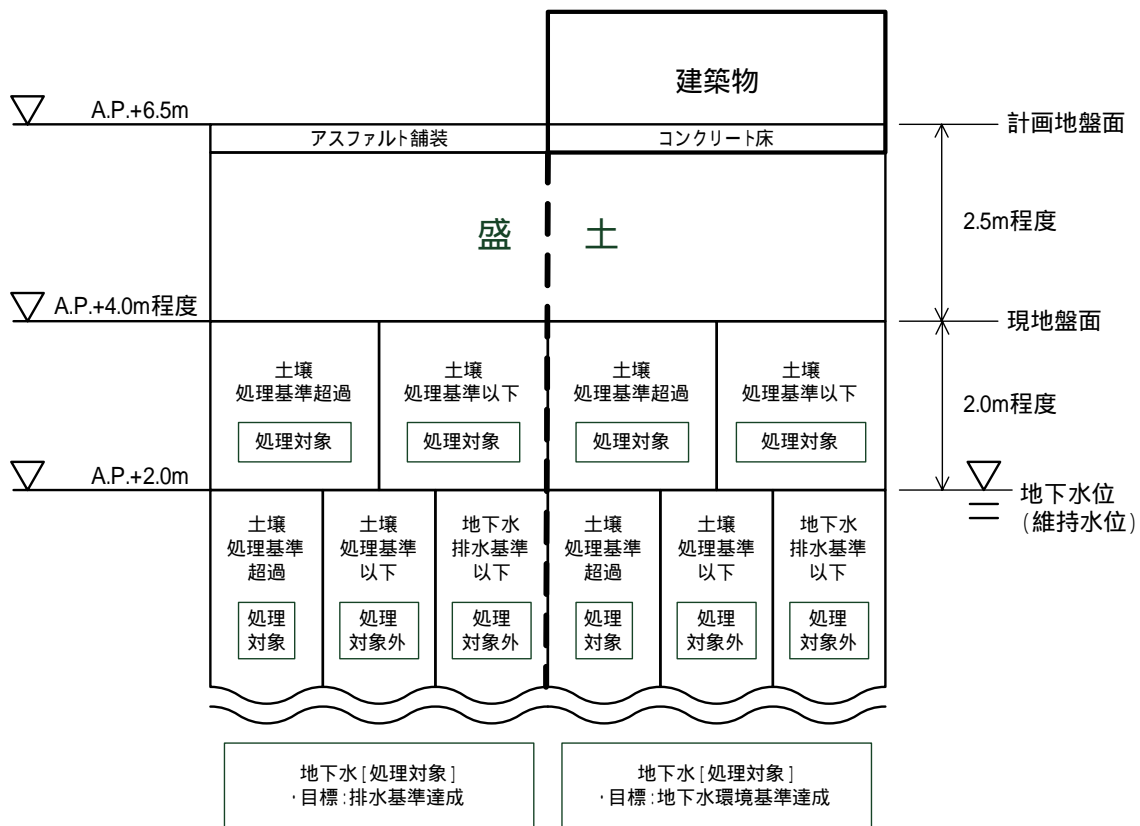 建築物
A.P.+6.5m
計画地盤面
アスファルト舗装
コンクリート床
盛土
2.5m程度
A.P.+4.0m程度
現地盤面
土壌
処理基準超過
処理対象
土壌
処理基準以下
処理対象
土壌
処理基準超過
処理対象
土壌
処理基準以下
処理対象
2.0m程度
A.P.+2.0m
地下水位
(維持水位)
土壌
処理基準
超過
処理
対象
土壌
処理基準
以下
処理
対象外
地下水
排水基準
以下
処理
対象外
土壌
処理基準
超過
処理
対象
土壌
処理基準
以下
処理
対象外
地下水
排水基準
以下
処理
対象外
地下水[処理対象]
・目標:排水基準達成
地下水[処理対象]
・目標:地下水環境基準達成